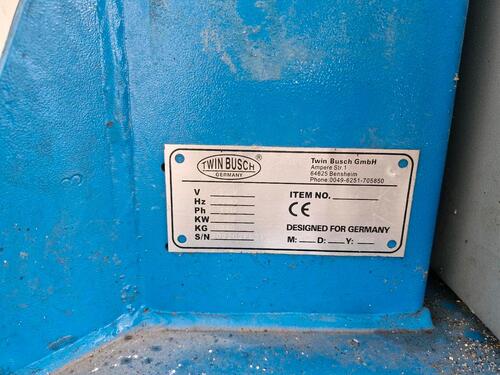 TWIN BUSCH ®
GERMANY
Twin Busch GmbH
Ampere Str.1
64625 Bensheim
Phone:0049-6251-705850
V
Hz
Ph
KW
KG
S/N
ITEM NO.
CE
DESIGNED FOR GERMANY
M: D: Y: